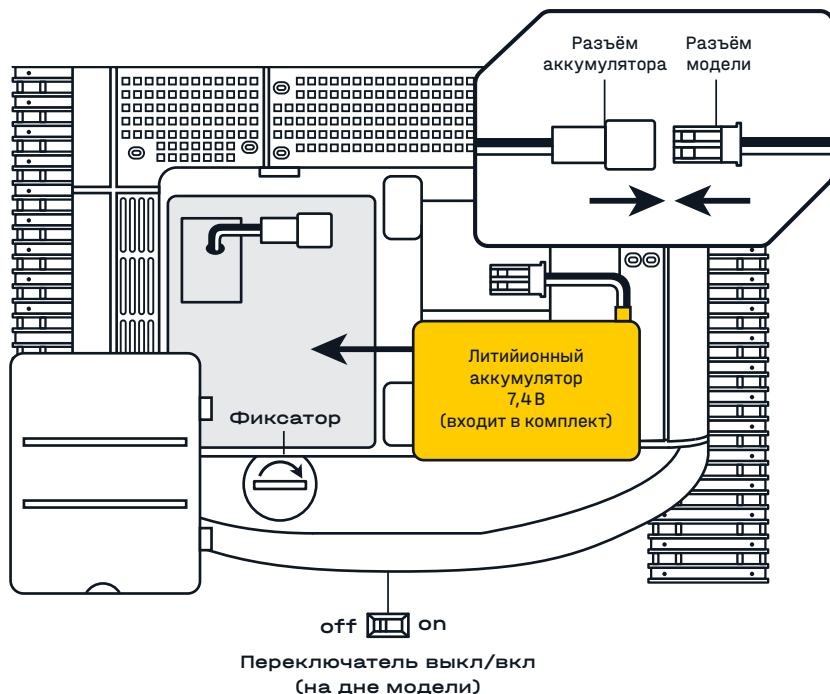 Разъём
аккумулятора
Разъём
модели
Литийионный
аккумулятор
7,4 В
(входит в комплект)
Фиксатор
off on
Переключатель выкл/вкл
(на дне модели)